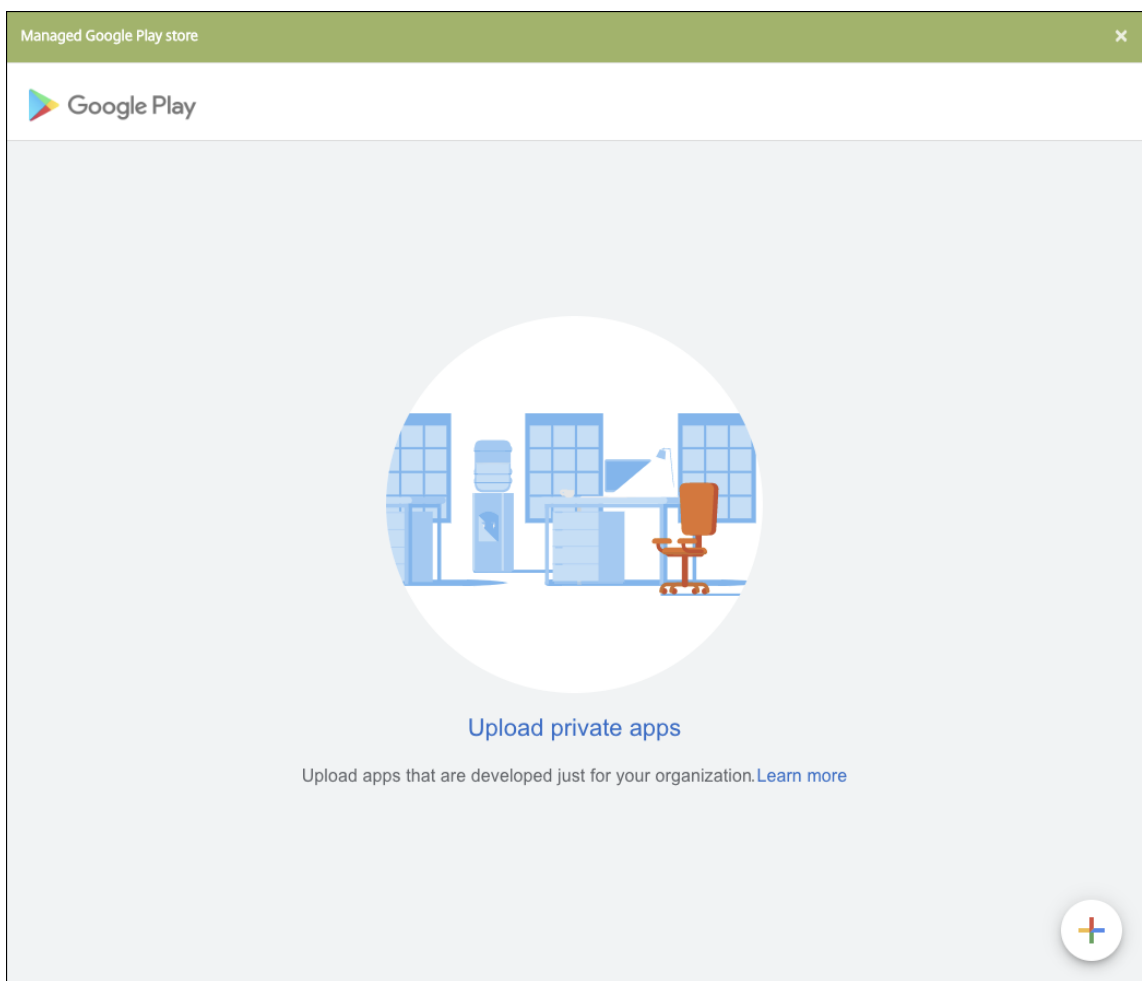 Managed Google Play store
Google Play
Upload private apps
Upload apps that are developed just for your organization. Learn more